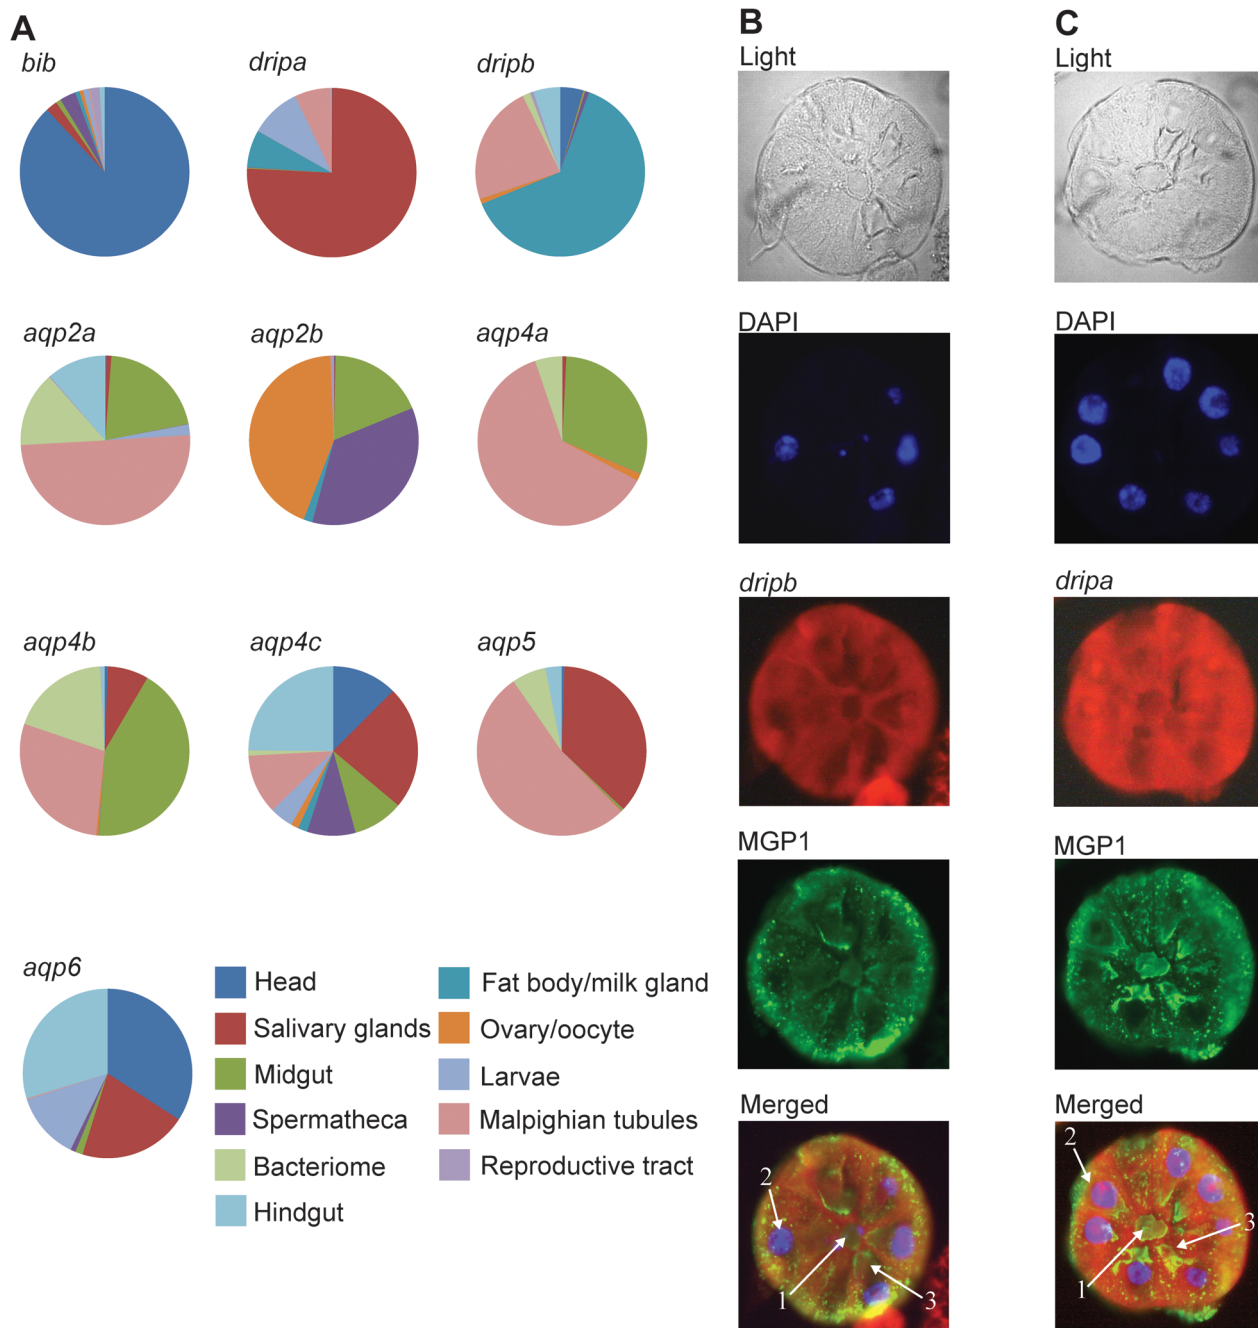 A
bib
dripa
dripb
aqp2a
aqp2b
aqp4a
aqp4b
aqp4c
aqp5
aqp6
Head
Salivary glands
Midgut
Spermatheca
Bacteriome
Hindgut
Fat body/milk gland
Ovary/oocyte
Larvae
Malpighian tubules
Reproductive tract
B
Light
DAPI
dripb
MGP1
Merged
2
1
3
C
Light
DAPI
dripa
MGP1
Merged
2
3
1